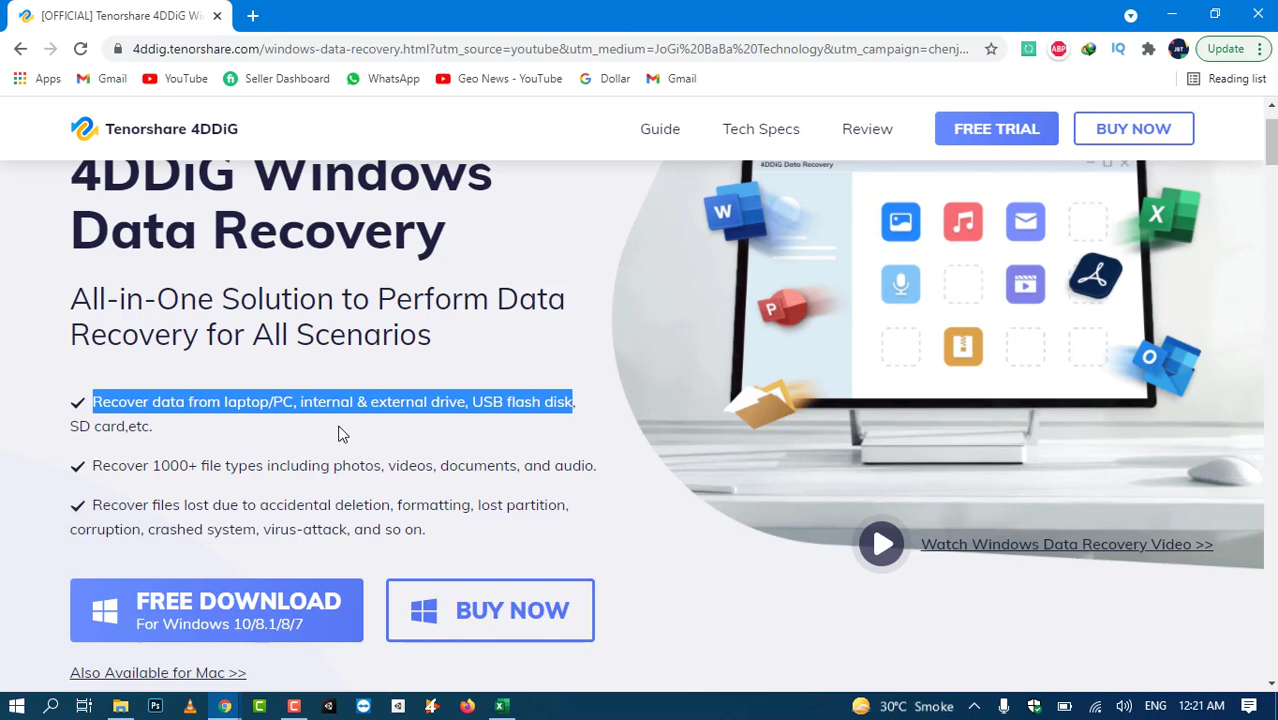 [OFFICIAL] Tenorshare 4DDiG Wi
4ddig.tenorshare.com/windows-data-recovery.html?utm_source=youtube&utm_medium=JoGi%20BaBa%20Technology&utm_campaign=chenj...
ABP
IQ
JBT
Update
Apps
Gmail
YouTube
Seller Dashboard
WhatsApp
Geo News - YouTube
Dollar
Gmail
Reading list
Tenorshare 4DDiG
Guide
Tech Specs
Review
FREE TRIAL
BUY NOW
4DDiG Windows
Data Recovery
4DDiG Data Recovery
W
X
P
O
All-in-One Solution to Perform Data
Recovery for All Scenarios
Recover data from laptop/PC, internal & external drive, USB flash disk,
SD card,etc.
Recover 1000+ file types including photos, videos, documents, and audio.
Recover files lost due to accidental deletion, formatting, lost partition,
corruption, crashed system, virus-attack, and so on.
Watch Windows Data Recovery Video >>
FREE DOWNLOAD
For Windows 10/8.1/8/7
BUY NOW
Also Available for Mac >>
Ps
C
C
X
30°C Smoke
ENG
12:21 AM